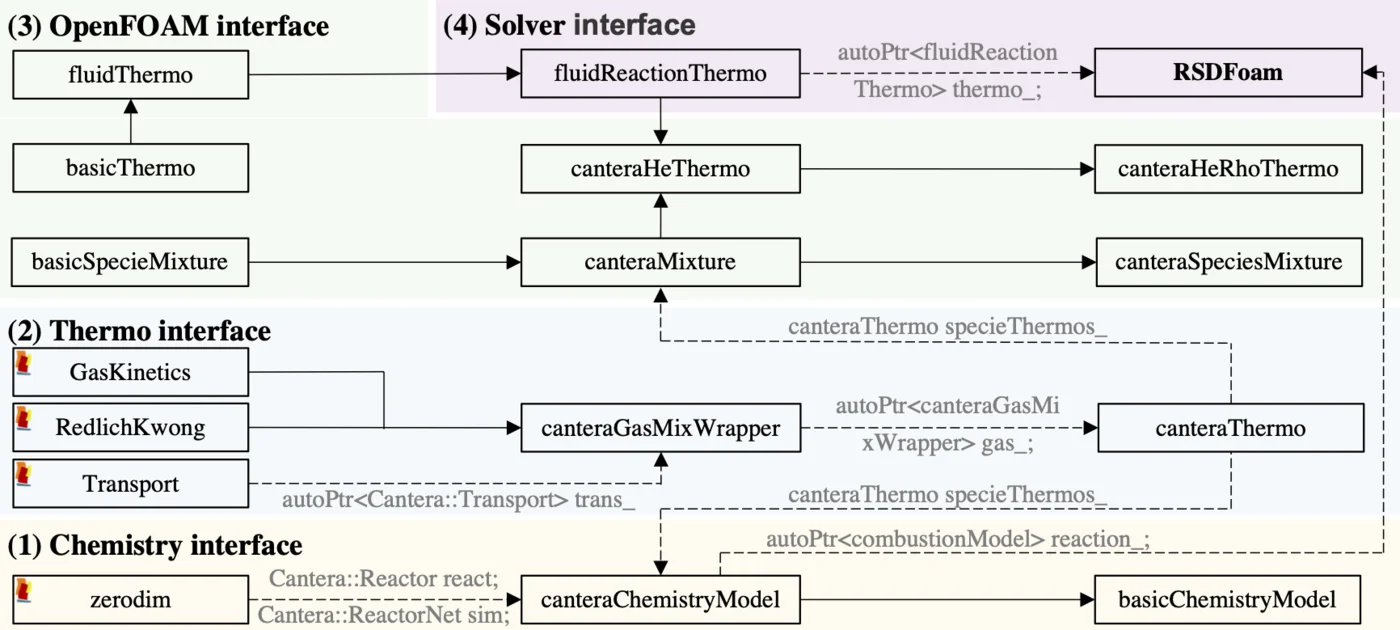 (3) OpenFOAM interface
(4) Solver interface
fluidThermo
fluidReactionThermo
autoPtr<fluidReaction
Thermo> thermo_;
RSDFoam
basicThermo
canteraHeThermo
canteraHeRhoThermo
basicSpecieMixture
canteraMixture
canteraSpeciesMixture
(2) Thermo interface
canteraThermo specieThermos_
GasKinetics
RedlichKwong
canteraGasMixWrapper
autoPtr<canteraGasMi
xWrapper> gas_;
canteraThermo
Transport
autoPtr<Cantera::Transport> trans_
canteraThermo specieThermos_
(1) Chemistry interface
autoPtr<combustionModel> reaction_;
zerodim
Cantera::Reactor react;
Cantera::ReactorNet sim;
canteraChemistryModel
basicChemistryModel